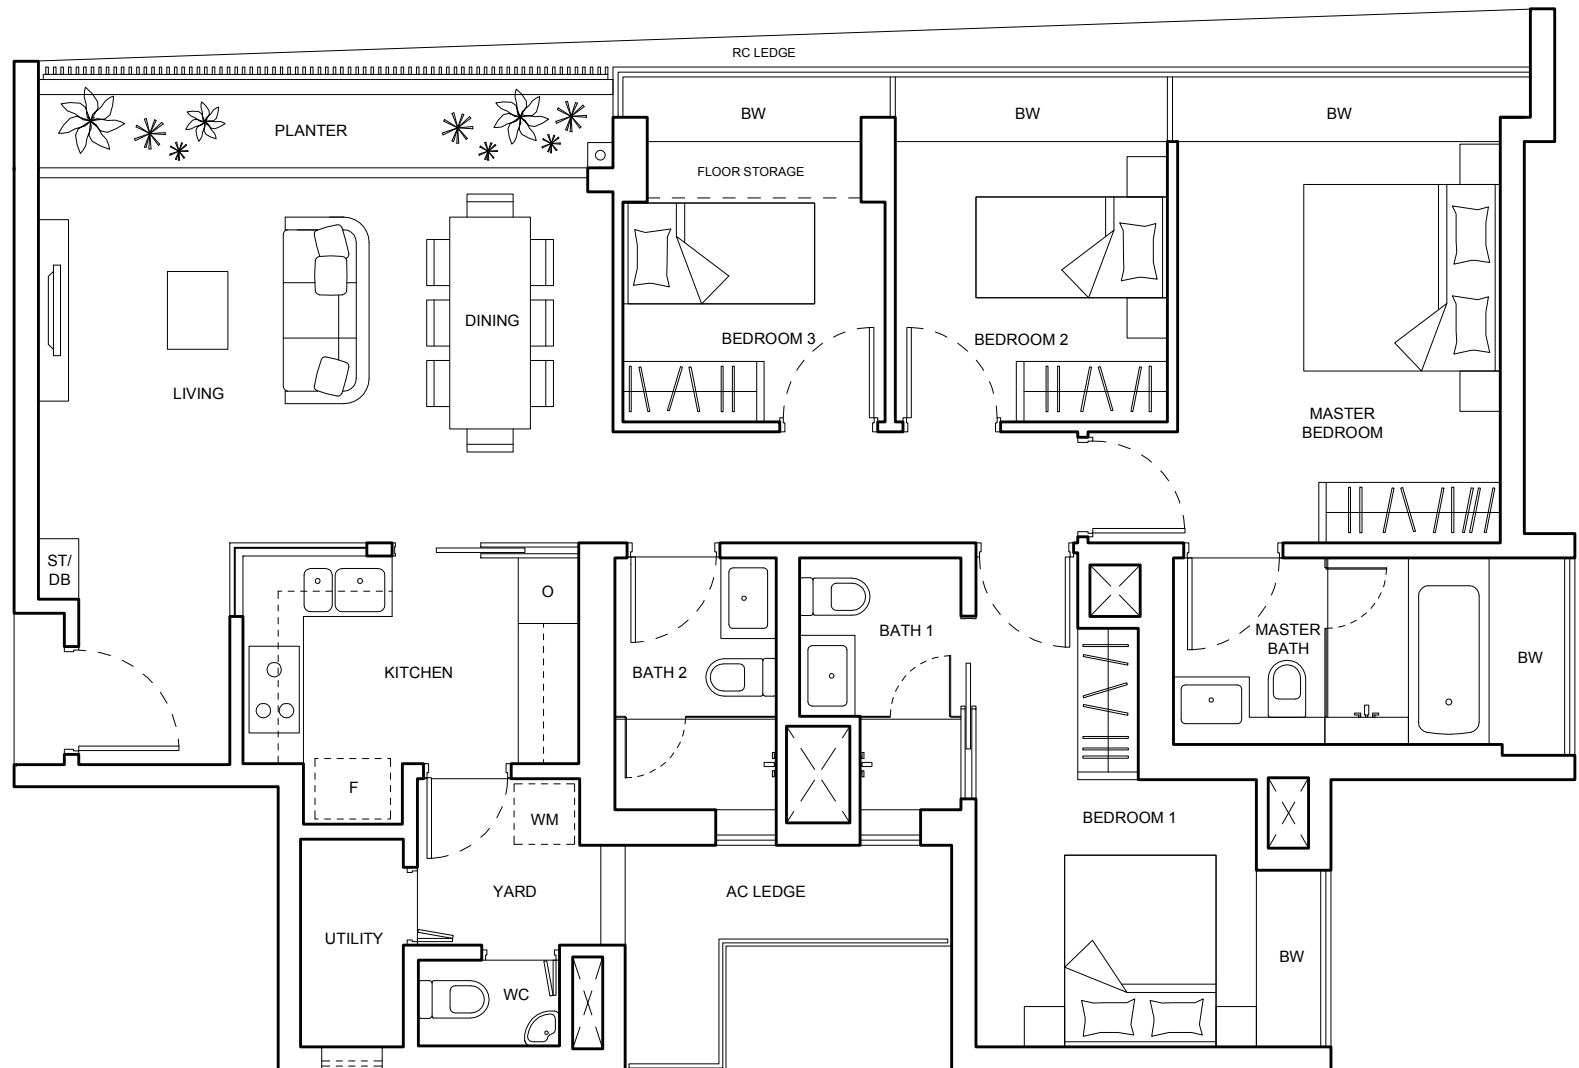 RC LEDGE
BW
BW
BW
PLANTER
FLOOR STORAGE
DINING
BEDROOM 3
BEDROOM 2
LIVING
MASTER
BEDROOM
ST/
DB
O
KITCHEN
BATH 2
BATH 1
MASTER
BATH
BW
F
WM
BEDROOM 1
YARD
AC LEDGE
UTILITY
BW
WC